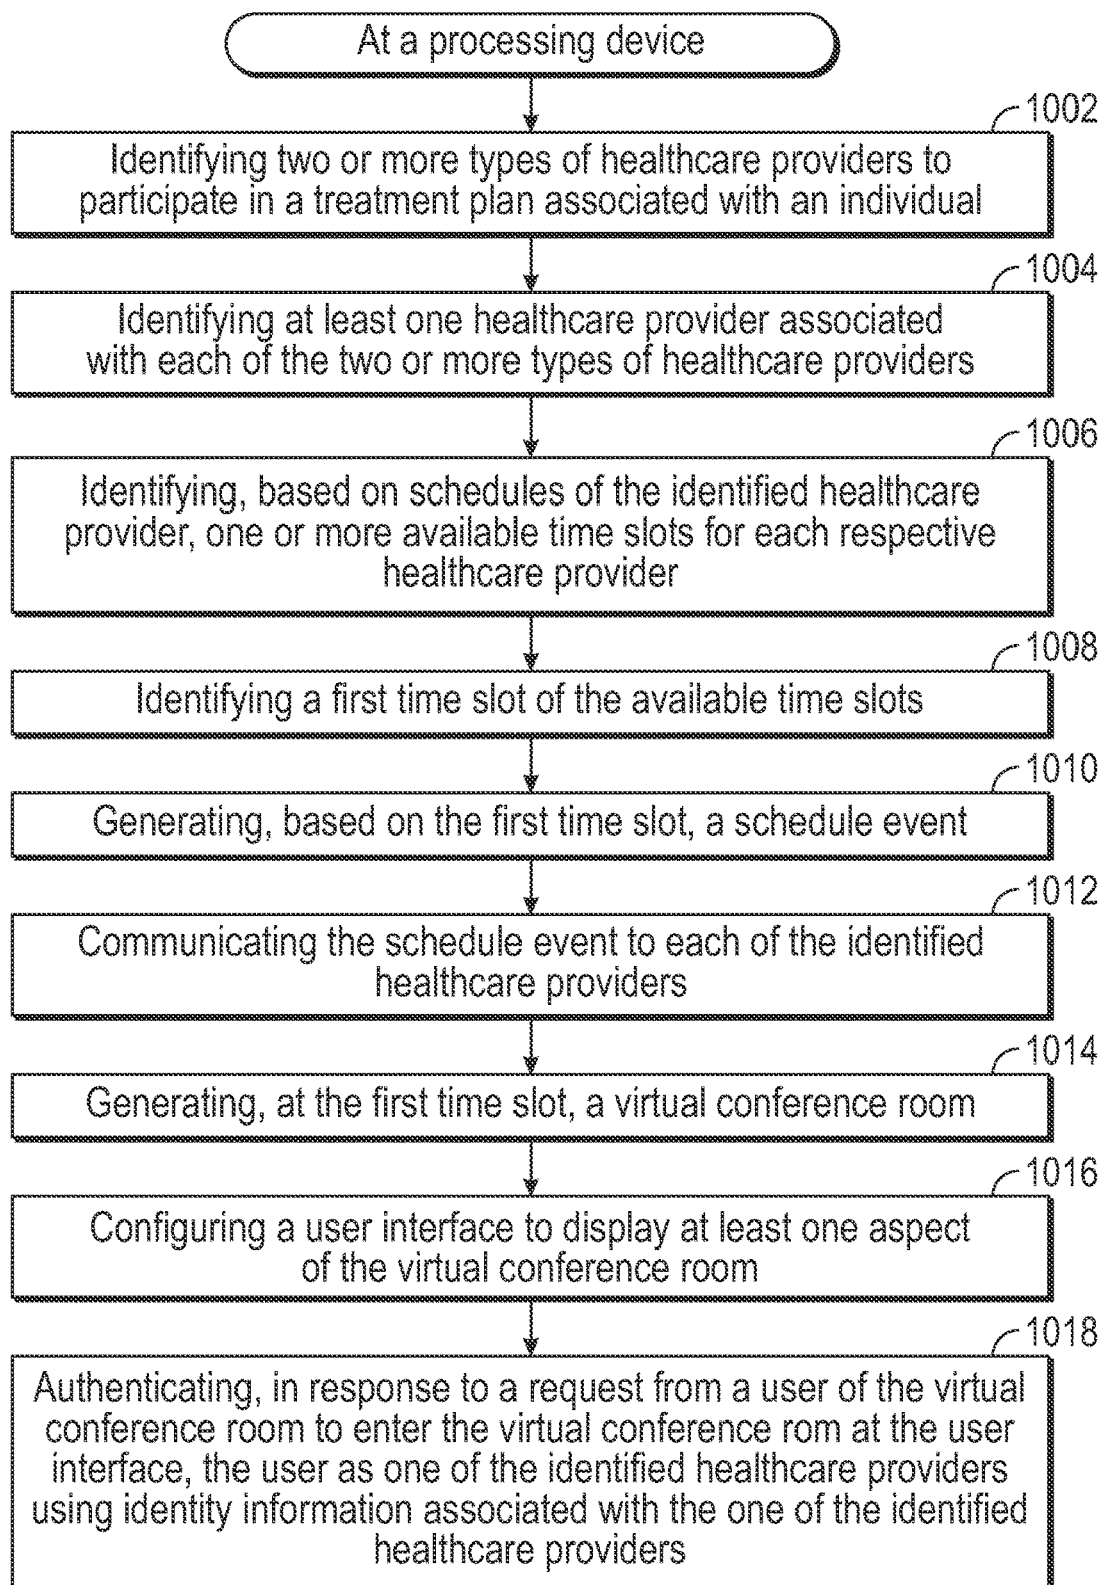 At a processing device
1002
Identifying two or more types of healthcare providers to
participate in a treatment plan associated with an individual
1004
Identifying at least one healthcare provider associated
with each of the two or more types of healthcare providers
1006
Identifying, based on schedules of the identified healthcare
provider, one or more available time slots for each respective
healthcare provider
1008
Identifying a first time slot of the available time slots
1010
Generating, based on the first time slot, a schedule event
1012
Communicating the schedule event to each of the identified
healthcare providers
1014
Generating, at the first time slot, a virtual conference room
1016
Configuring a user interface to display at least one aspect
of the virtual conference room
1018
Authenticating, in response to a request from a user of the virtual
conference room to enter the virtual conference rom at the user
interface, the user as one of the identified healthcare providers
using identity information associated with the one of the identified
healthcare providers